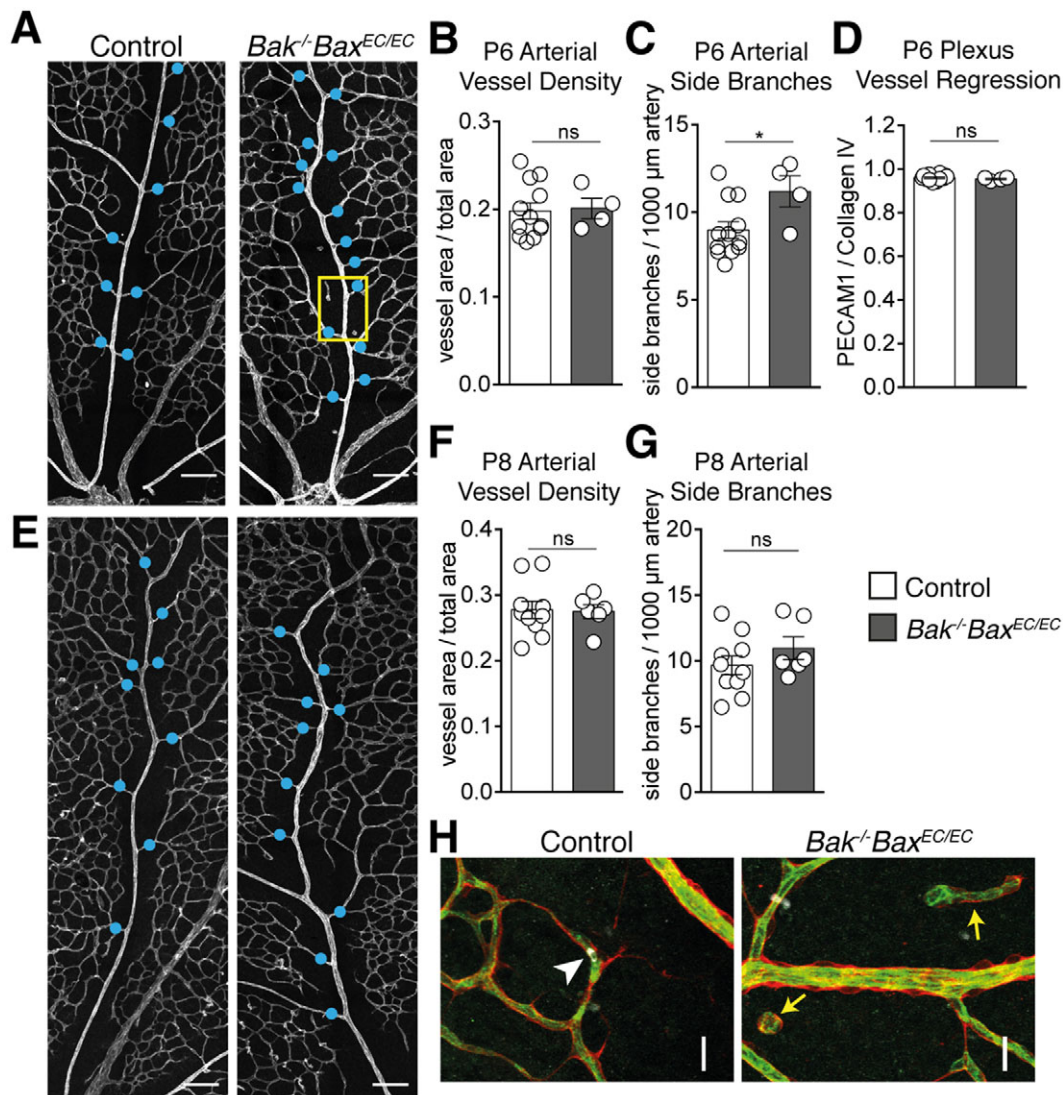 A
Control
Bak-/-BaxEC/EC
B
P6 Arterial
Vessel Density
vessel area / total area
0.3
0.2
0.1
0.0
ns
C
P6 Arterial
Side Branches
side branches / 1000 µm artery
15
10
5
0
*
D
P6 Plexus
Vessel Regression
PECAM1 / Collagen IV
1.2
1.0
0.8
0.6
0.4
0.2
0.0
ns
E
F
P8 Arterial
Vessel Density
vessel area / total area
0.4
0.3
0.2
0.1
0.0
ns
G
P8 Arterial
Side Branches
side branches / 1000 µm artery
20
15
10
5
0
ns
Control
Bak-/-BaxEC/EC
H
Control
Bak-/-BaxEC/EC